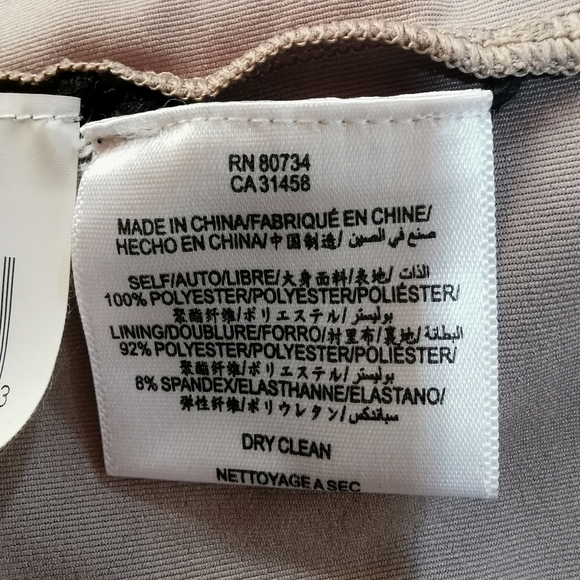 RN 80734
CA 31458
MADE IN CHINA/FABRIQUÉ EN CHINE/
HECHO EN CHINA/中国制造/ صنع في الصين/
SELF/AUTO/LIBRE/大身面料/表地/ الذات/
100% POLYESTER/POLYESTER/POLIÉSTER/
聚酯纤维/ポリエステル/ بوليستر/
LINING/DOUBLURE/FORRO/衬里布/裏地/ البطانة/
92% POLYESTER/POLYESTER/POLIÉSTER/
聚酯纤维/ポリエステル/ بوليستر/
8% SPANDEX/ELASTHANNE/ELASTANO/
弹性纤维/ポリウレタン/ سباندكس/
DRY CLEAN
NETTOYAGE A SEC
3